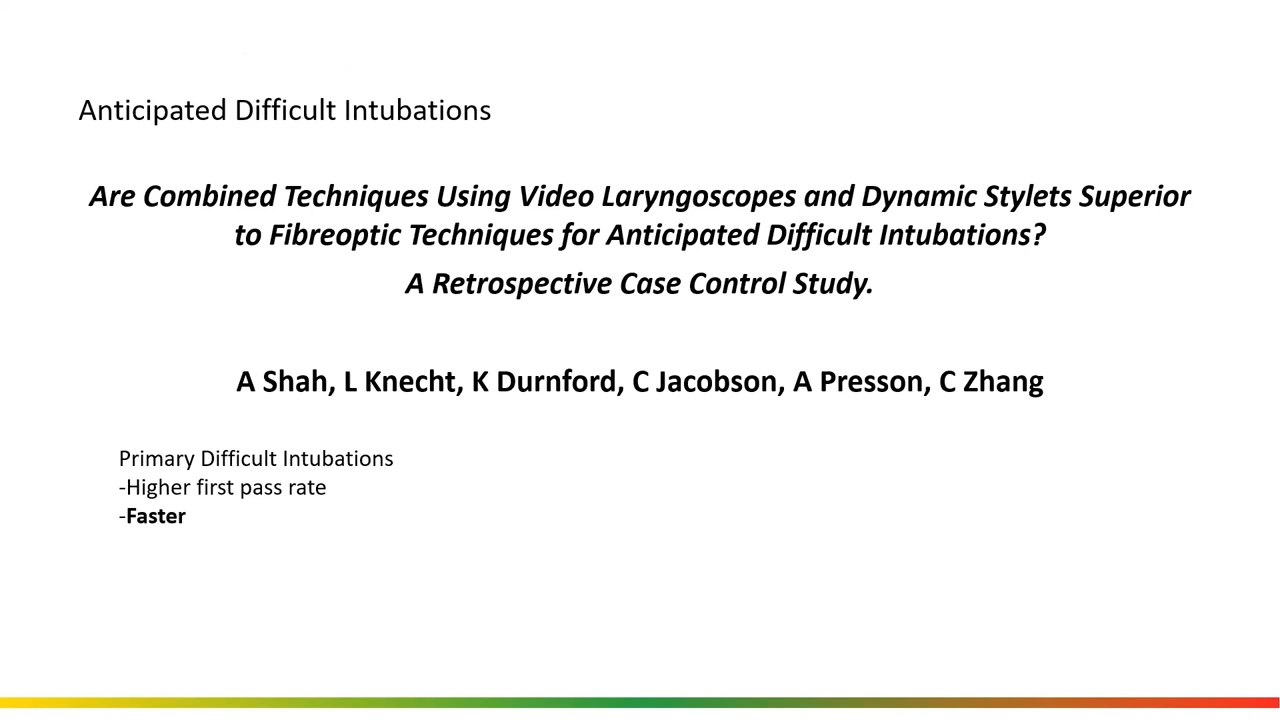 Anticipated Difficult Intubations
Are Combined Techniques Using Video Laryngoscopes and Dynamic Stylets Superior
to Fibreoptic Techniques for Anticipated Difficult Intubations?
A Retrospective Case Control Study.
A Shah, L Knecht, K Durnford, C Jacobson, A Presson, C Zhang
Primary Difficult Intubations
-Higher first pass rate
-Faster